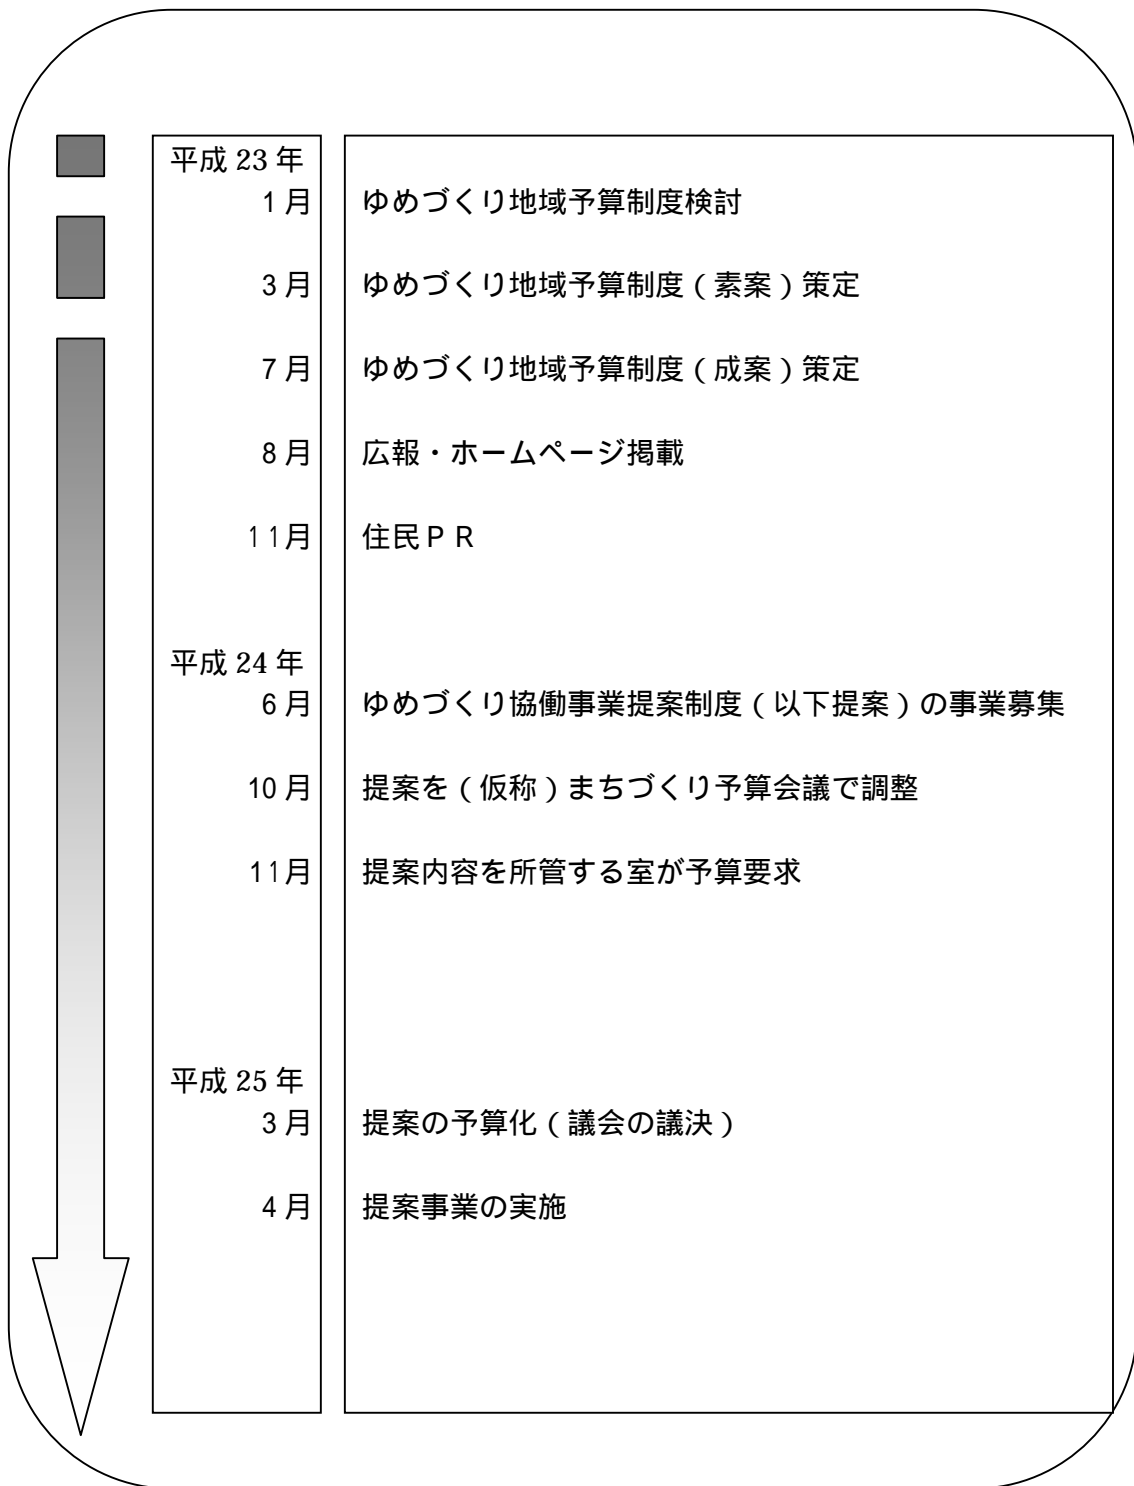 平成 23 年
1 月 ゆめづくり地域予算制度検討
3 月 ゆめづくり地域予算制度（素案）策定
7 月 ゆめづくり地域予算制度（成案）策定
8 月 広報・ホームページ掲載
11月 住民ＰＲ
平成 24 年
6 月 ゆめづくり協働事業提案制度（以下提案）の事業募集
10 月 提案を（仮称）まちづくり予算会議で調整
11月 提案内容を所管する室が予算要求
平成 25 年
3 月 提案の予算化（議会の議決）
4 月 提案事業の実施